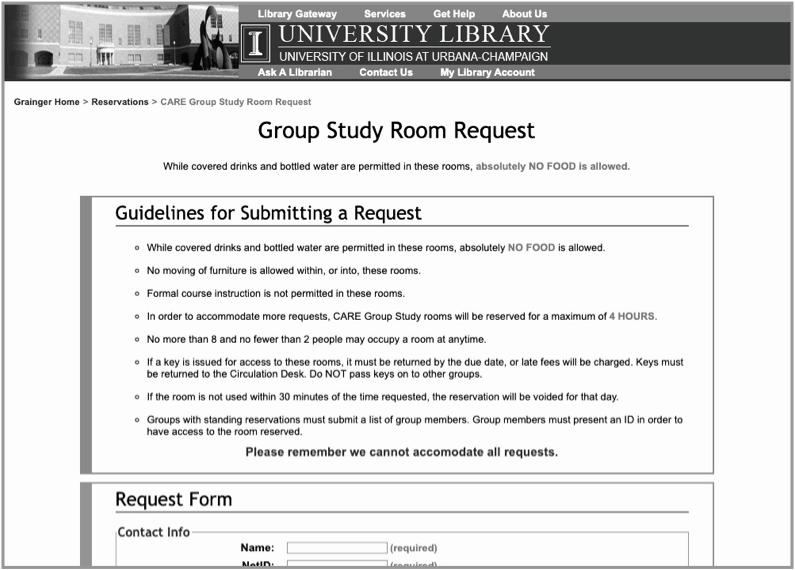 Library Gateway Services Get Help About Us
I UNIVERSITY LIBRARY
UNIVERSITY OF ILLINOIS AT URBANA-CHAMPAIGN
Ask A Librarian Contact Us My Library Account
Grainger Home > Reservations > CARE Group Study Room Request
Group Study Room Request
While covered drinks and bottled water are permitted in these rooms, absolutely NO FOOD is allowed.
Guidelines for Submitting a Request
While covered drinks and bottled water are permitted in these rooms, absolutely NO FOOD is allowed.
No moving of furniture is allowed within, or into, these rooms.
Formal course instruction is not permitted in these rooms.
In order to accommodate more requests, CARE Group Study rooms will be reserved for a maximum of 4 HOURS.
No more than 8 and no fewer than 2 people may occupy a room at anytime.
If a key is issued for access to these rooms, it must be returned by the due date, or late fees will be charged. Keys must
be returned to the Circulation Desk. Do NOT pass keys on to other groups.
If the room is not used within 30 minutes of the time requested, the reservation will be voided for that day.
Groups with standing reservations must submit a list of group members. Group members must present an ID in order to
have access to the room reserved.
Please remember we cannot accomodate all requests.
Request Form
Contact Info
Name: (required)
NetID: (required)